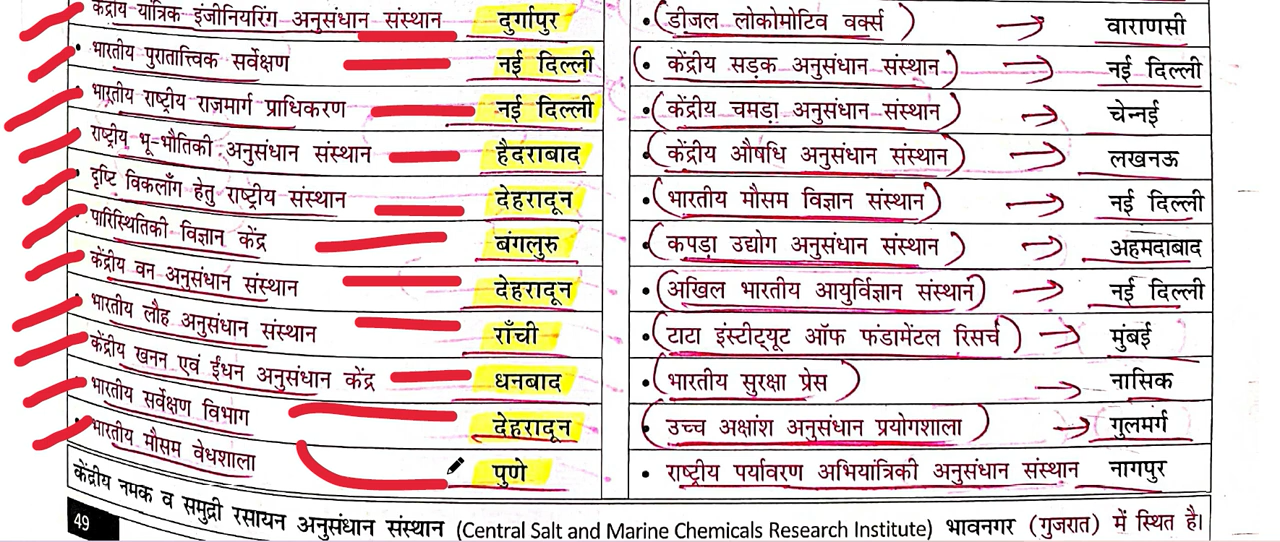 केंद्रीय यांत्रिक इंजीनियरिंग अनुसंधान संस्थान दुर्गापुर
• भारतीय पुरातात्त्विक सर्वेक्षण नई दिल्ली
• भारतीय राष्ट्रीय राजमार्ग प्राधिकरण नई दिल्ली
• राष्ट्रीय भू-भौतिकी अनुसंधान संस्थान हैदराबाद
• दृष्टि विकलाँग हेतु राष्ट्रीय संस्थान देहरादून
• पारिस्थितिकी विज्ञान केंद्र बंगलुरु
• केंद्रीय वन अनुसंधान संस्थान देहरादून
• भारतीय लौह अनुसंधान संस्थान राँची
• केंद्रीय खनन एवं ईंधन अनुसंधान केंद्र धनबाद
• भारतीय सर्वेक्षण विभाग देहरादून
• भारतीय मौसम वेधशाला पुणे
• (डीजल लोकोमोटिव वर्क्स) → वाराणसी
• (केंद्रीय सड़क अनुसंधान संस्थान) → नई दिल्ली
• (केंद्रीय चमड़ा अनुसंधान संस्थान) → चेन्नई
• (केंद्रीय औषधि अनुसंधान संस्थान) → लखनऊ
• (भारतीय मौसम विज्ञान संस्थान) → नई दिल्ली
• (कपड़ा उद्योग अनुसंधान संस्थान) → अहमदाबाद
• (अखिल भारतीय आयुर्विज्ञान संस्थान) → नई दिल्ली
• (टाटा इंस्टीट्यूट ऑफ फंडामेंटल रिसर्च) → मुंबई
• (भारतीय सुरक्षा प्रेस) → नासिक
• (उच्च अक्षांश अनुसंधान प्रयोगशाला) → गुलमर्ग
• राष्ट्रीय पर्यावरण अभियांत्रिकी अनुसंधान संस्थान नागपुर
केंद्रीय नमक व समुद्री रसायन अनुसंधान संस्थान (Central Salt and Marine Chemicals Research Institute) भावनगर (गुजरात) में स्थित है।
49